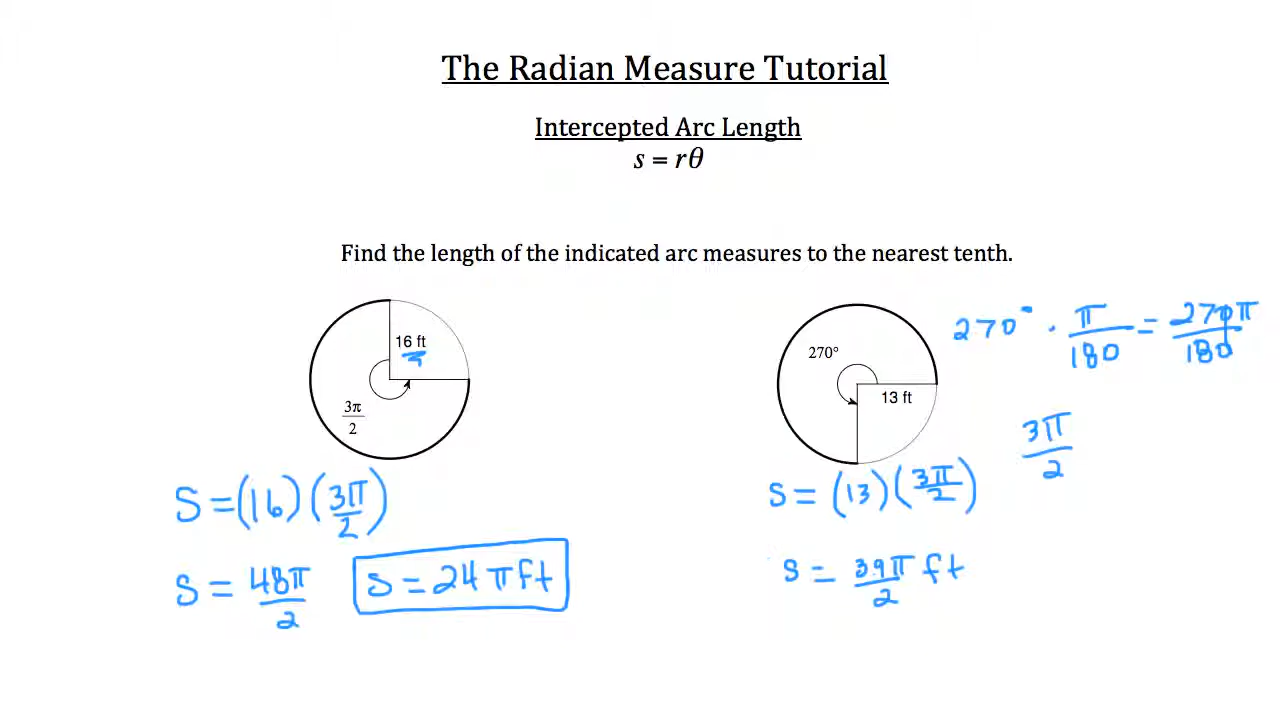 The Radian Measure Tutorial
Intercepted Arc Length
s = rθ
Find the length of the indicated arc measures to the nearest tenth.
16 ft
3π/2
S = (16)(3π/2)
S = 48π/2
S = 24π ft
270°
13 ft
270° · π/180 = 270π/180
3π/2
S = (13)(3π/2)
S = 39π/2 ft